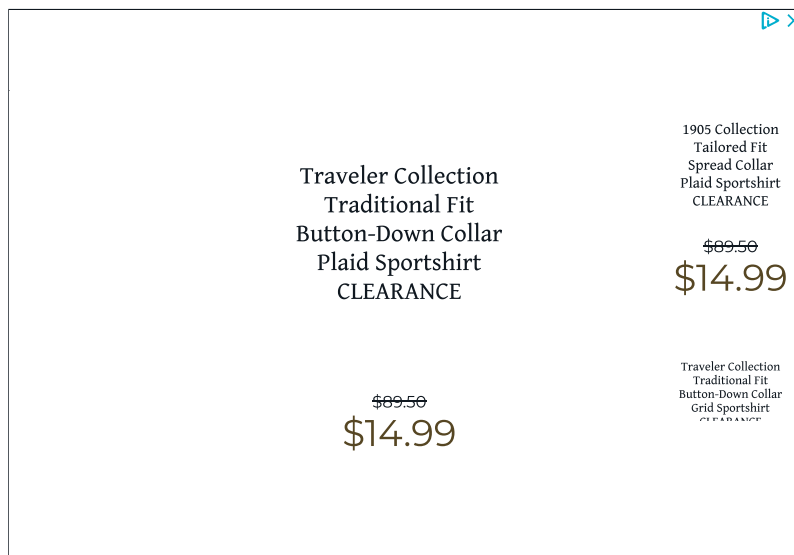 Traveler Collection
Traditional Fit
Button-Down Collar
Plaid Sportshirt
CLEARANCE
$89.50
$14.99
1905 Collection
Tailored Fit
Spread Collar
Plaid Sportshirt
CLEARANCE
$89.50
$14.99
Traveler Collection
Traditional Fit
Button-Down Collar
Grid Sportshirt
CLEARANCE